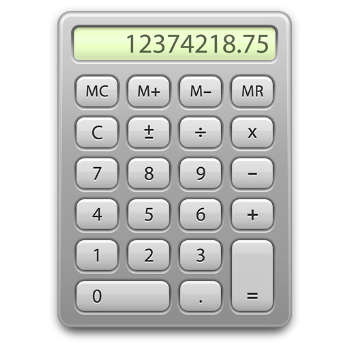 12374218.75
MC M+ M− MR
C ± ÷ x
7 8 9 −
4 5 6 +
1 2 3
0 . =